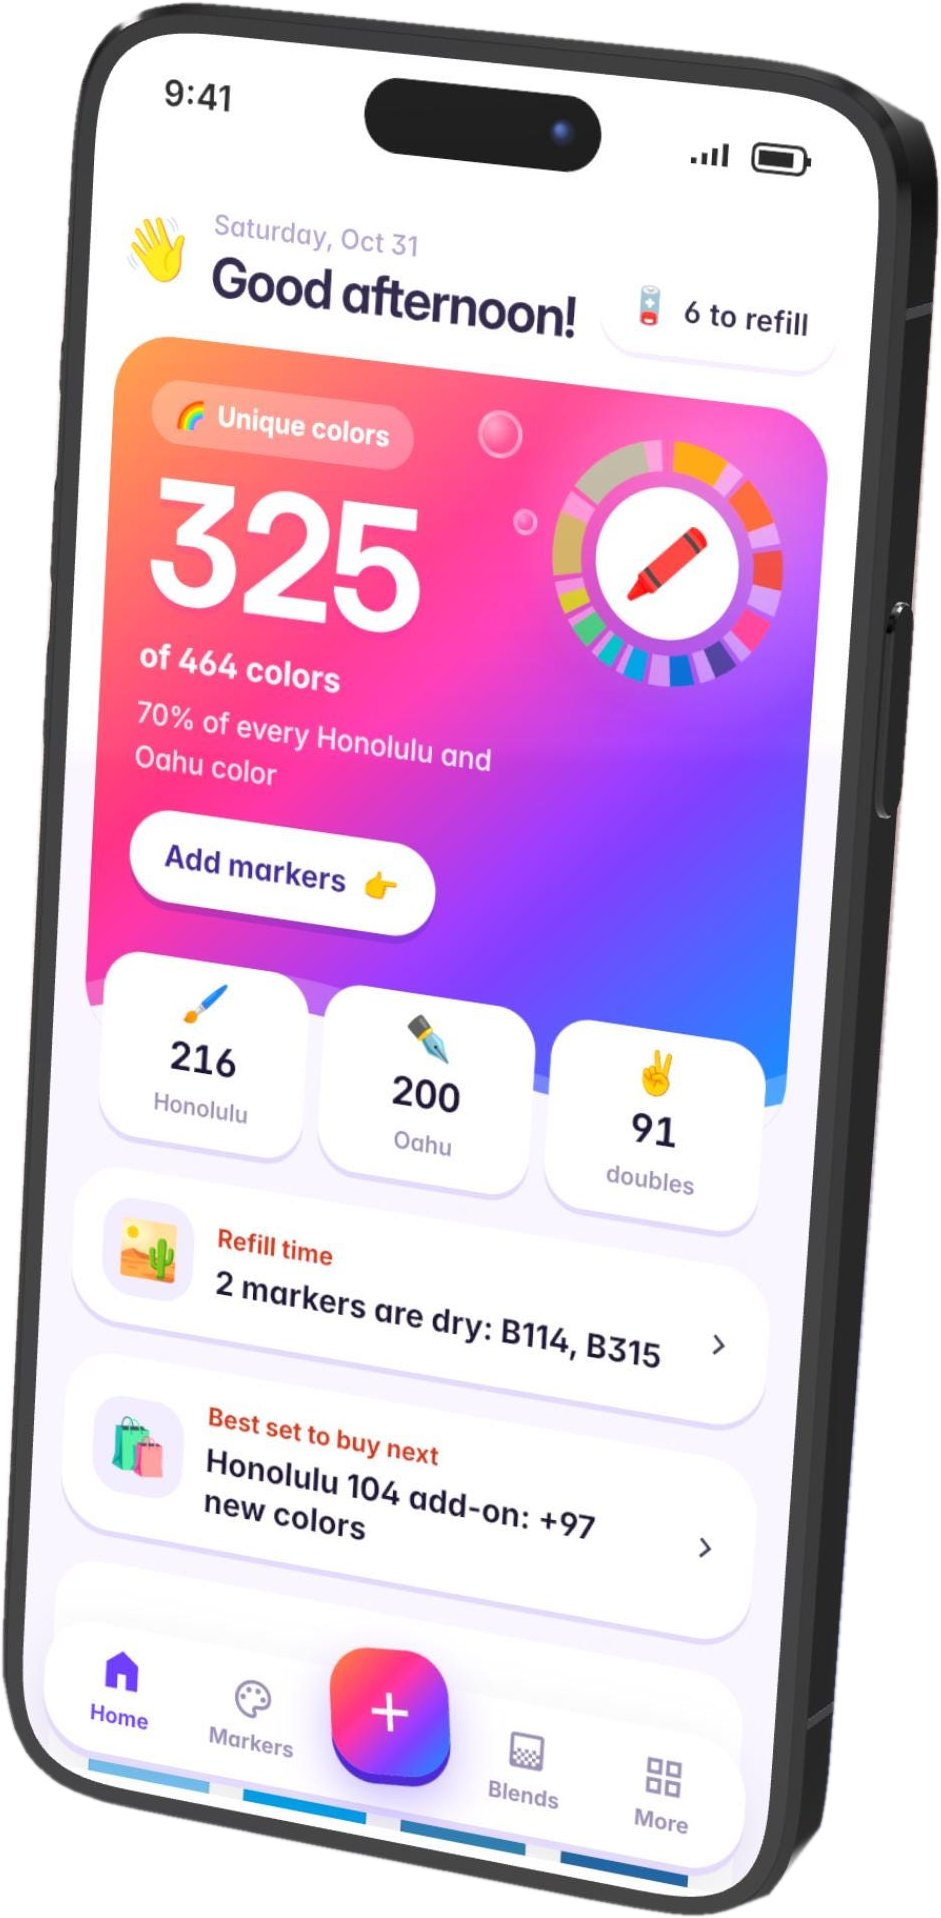 9:41
Saturday, Oct 31
Good afternoon!
6 to refill
Unique colors
325
of 464 colors
70% of every Honolulu and
Oahu color
Add markers
216
Honolulu
200
Oahu
91
doubles
Refill time
2 markers are dry: B114, B315
Best set to buy next
Honolulu 104 add-on: +97
new colors
Home
Markers
Blends
More